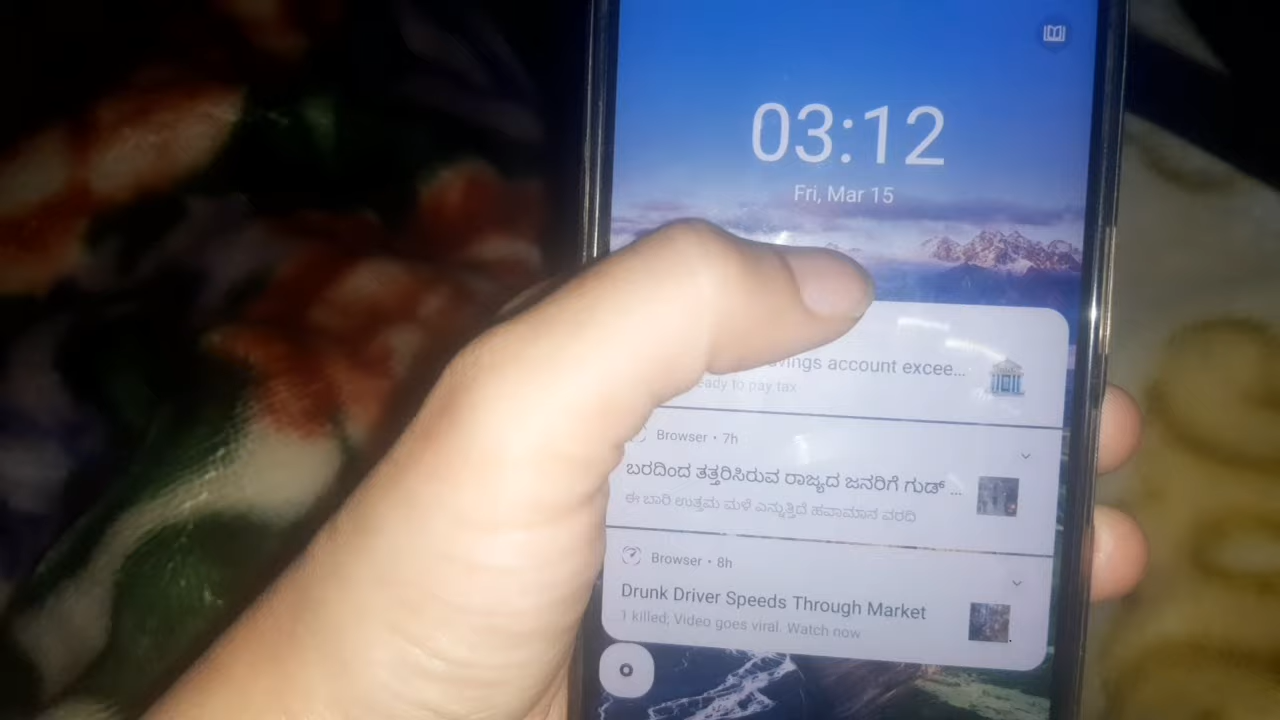 03:12
Fri, Mar 15
account excee...
to pay tax
Browser • 7h
ಬರದಿಂದ ತತ್ತರಿಸಿರುವ ರಾಜ್ಯದ ಜನರಿಗೆ ಗುಡ್ ...
ಈ ಬಾರಿ ಉತ್ತಮ ಮಳೆ ಎನ್ನುತ್ತಿದೆ ಹವಾಮಾನ ವರದಿ
Browser • 8h
Drunk Driver Speeds Through Market
1 killed; Video goes viral. Watch now